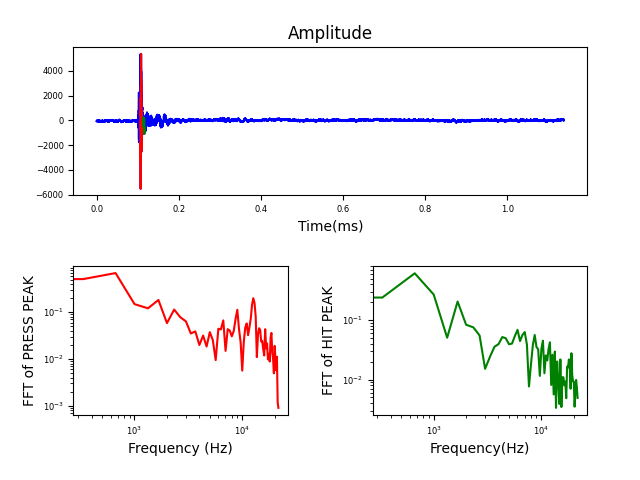 Amplitude
4000
2000
0
−2000
−4000
−6000
0.0 0.2 0.4 0.6 0.8 1.0
Time(ms)
FFT of PRESS PEAK
10⁻¹
10⁻²
10⁻³
10³ 10⁴
Frequency (Hz)
FFT of HIT PEAK
10⁻¹
10⁻²
10³ 10⁴
Frequency(Hz)